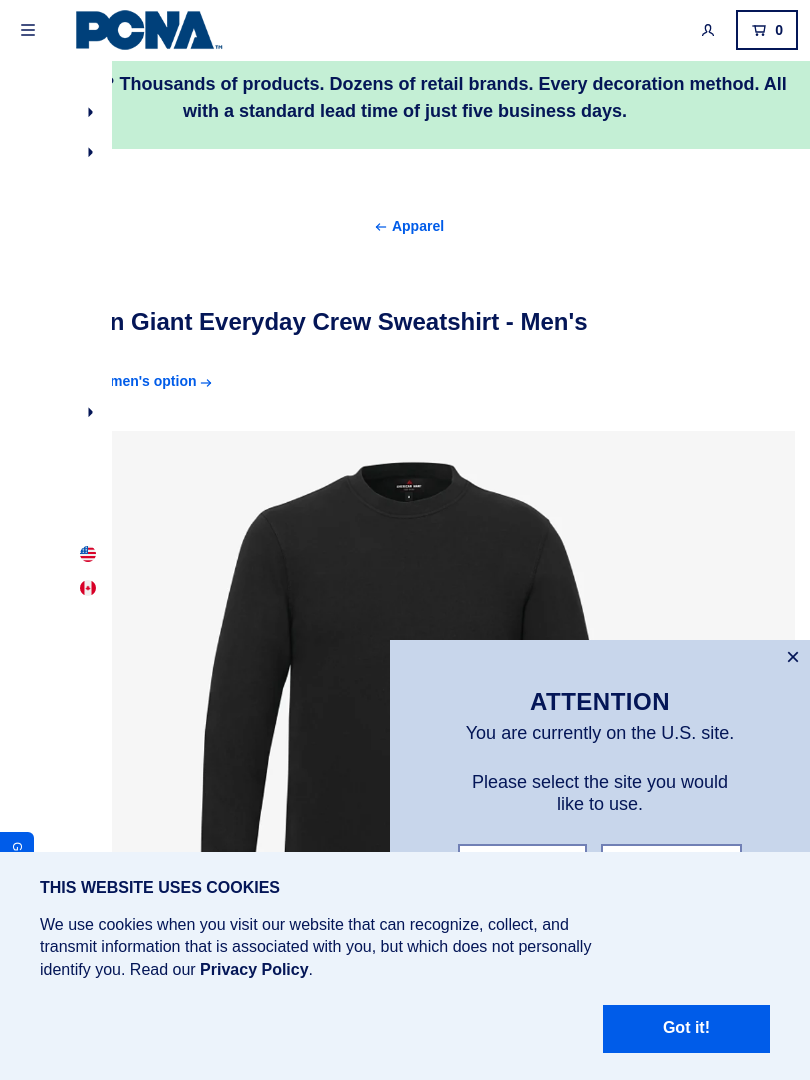 PCNA
TM
0
Thousands of products. Dozens of retail brands. Every decoration method. All
with a standard lead time of just five business days.
Apparel
n Giant Everyday Crew Sweatshirt - Men's
men's option
AMERICAN GIANT
ATTENTION
You are currently on the U.S. site.
Please select the site you would
like to use.
G
THIS WEBSITE USES COOKIES
We use cookies when you visit our website that can recognize, collect, and
transmit information that is associated with you, but which does not personally
identify you. Read our Privacy Policy.
Got it!